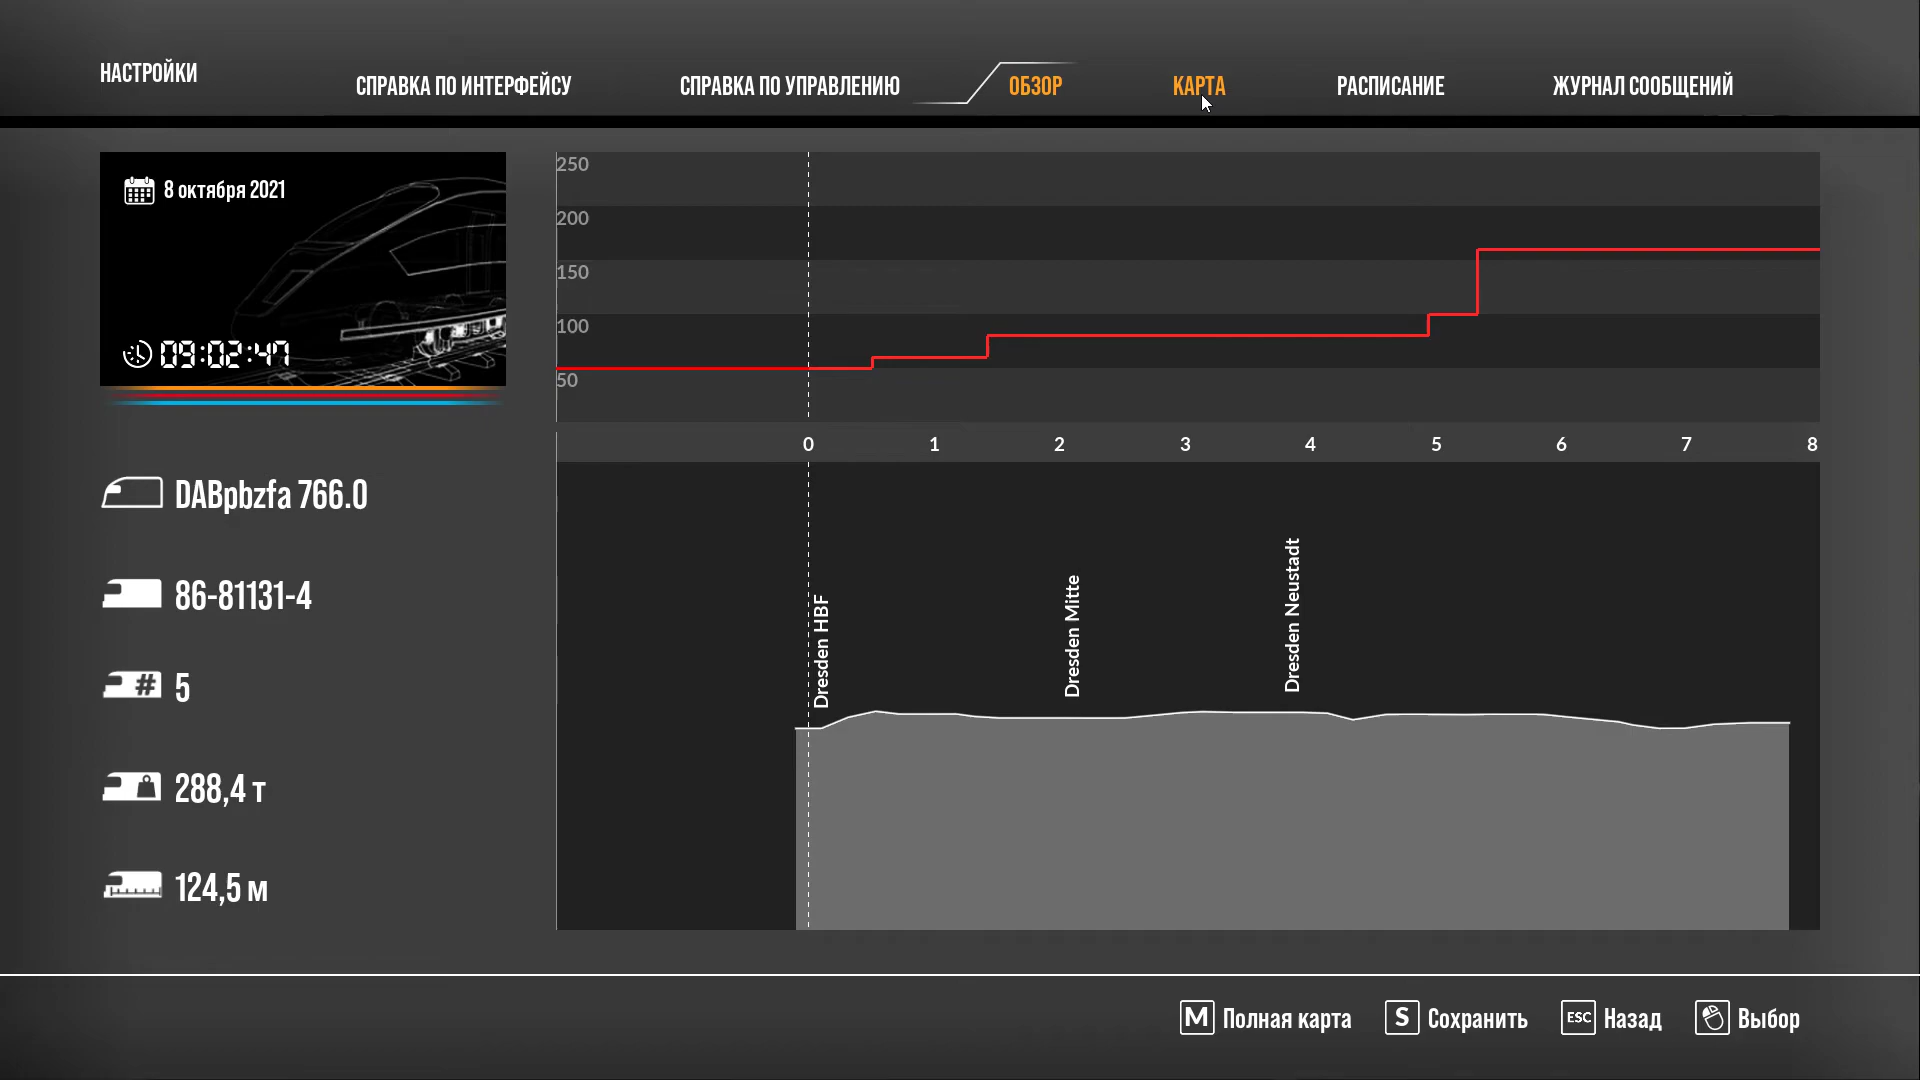 НАСТРОЙКИ
СПРАВКА ПО ИНТЕРФЕЙСУ
СПРАВКА ПО УПРАВЛЕНИЮ
ОБЗОР
КАРТА
РАСПИСАНИЕ
ЖУРНАЛ СООБЩЕНИЙ
8 октября 2021
09:02:47
DABpbzfa 766.0
86-81131-4
# 5
288,4 т
124,5 м
250
200
150
100
50
0 1 2 3 4 5 6 7 8
Dresden HBF
Dresden Mitte
Dresden Neustadt
M Полная карта
S Сохранить
ESC Назад
Выбор